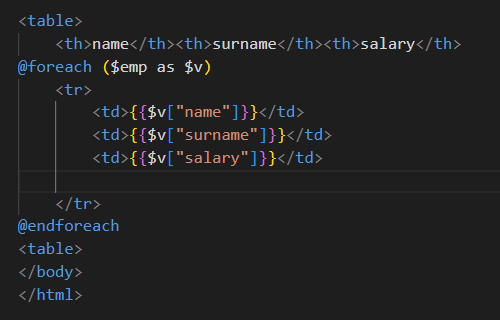 <table>
<th>name</th><th>surname</th><th>salary</th>
@foreach ($emp as $v)
<tr>
<td>{{$v["name"]}}</td>
<td>{{$v["surname"]}}</td>
<td>{{$v["salary"]}}</td>
</tr>
@endforeach
<table>
</body>
</html>